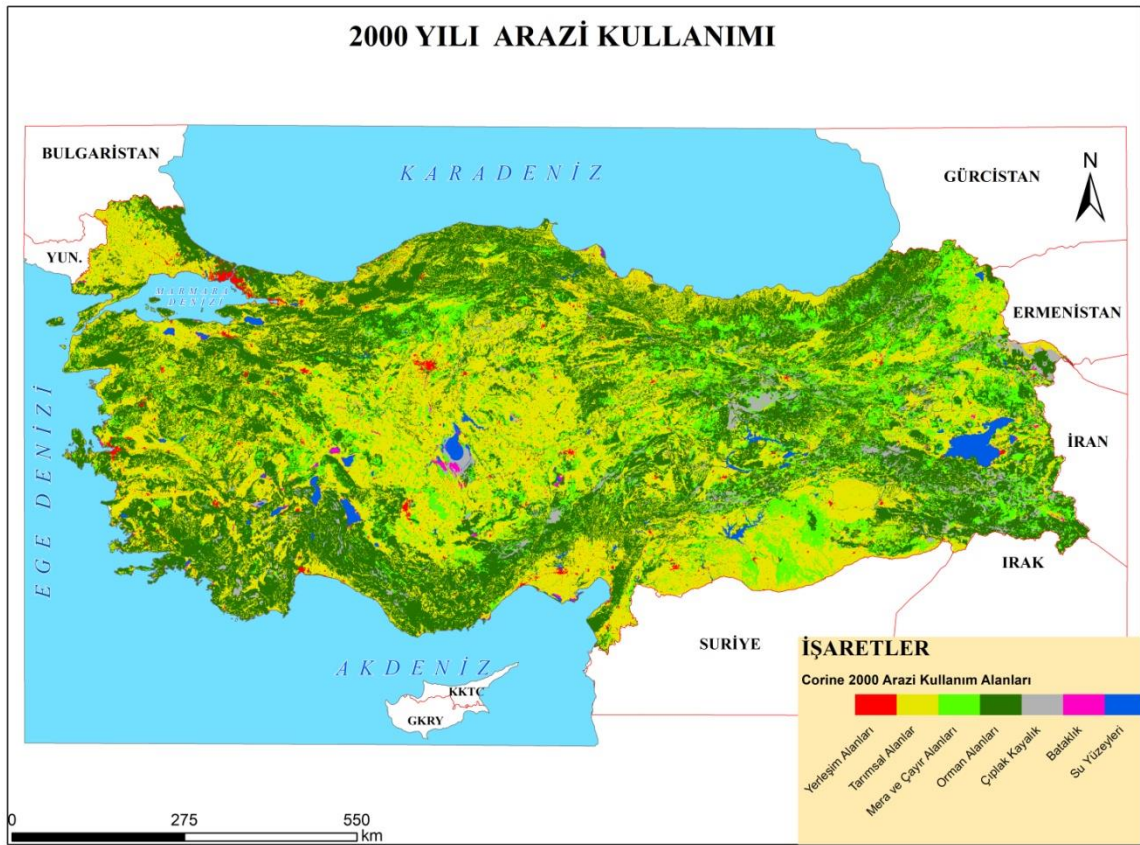 2000 YILI ARAZİ KULLANIMI
BULGARİSTAN
KARADENİZ
GÜRCİSTAN
N
YUN.
MARMARA
DENİZİ
ERMENİSTAN
EGE DENİZİ
İRAN
IRAK
SURİYE
AKDENİZ
KKTC
GKRY
İŞARETLER
Corine 2000 Arazi Kullanım Alanları
Yerleşim Alanları
Tarımsal Alanlar
Mera ve Çayır Alanları
Orman Alanları
Çıplak Kayalık
Bataklık
Su Yüzeyleri
0 275 550
km